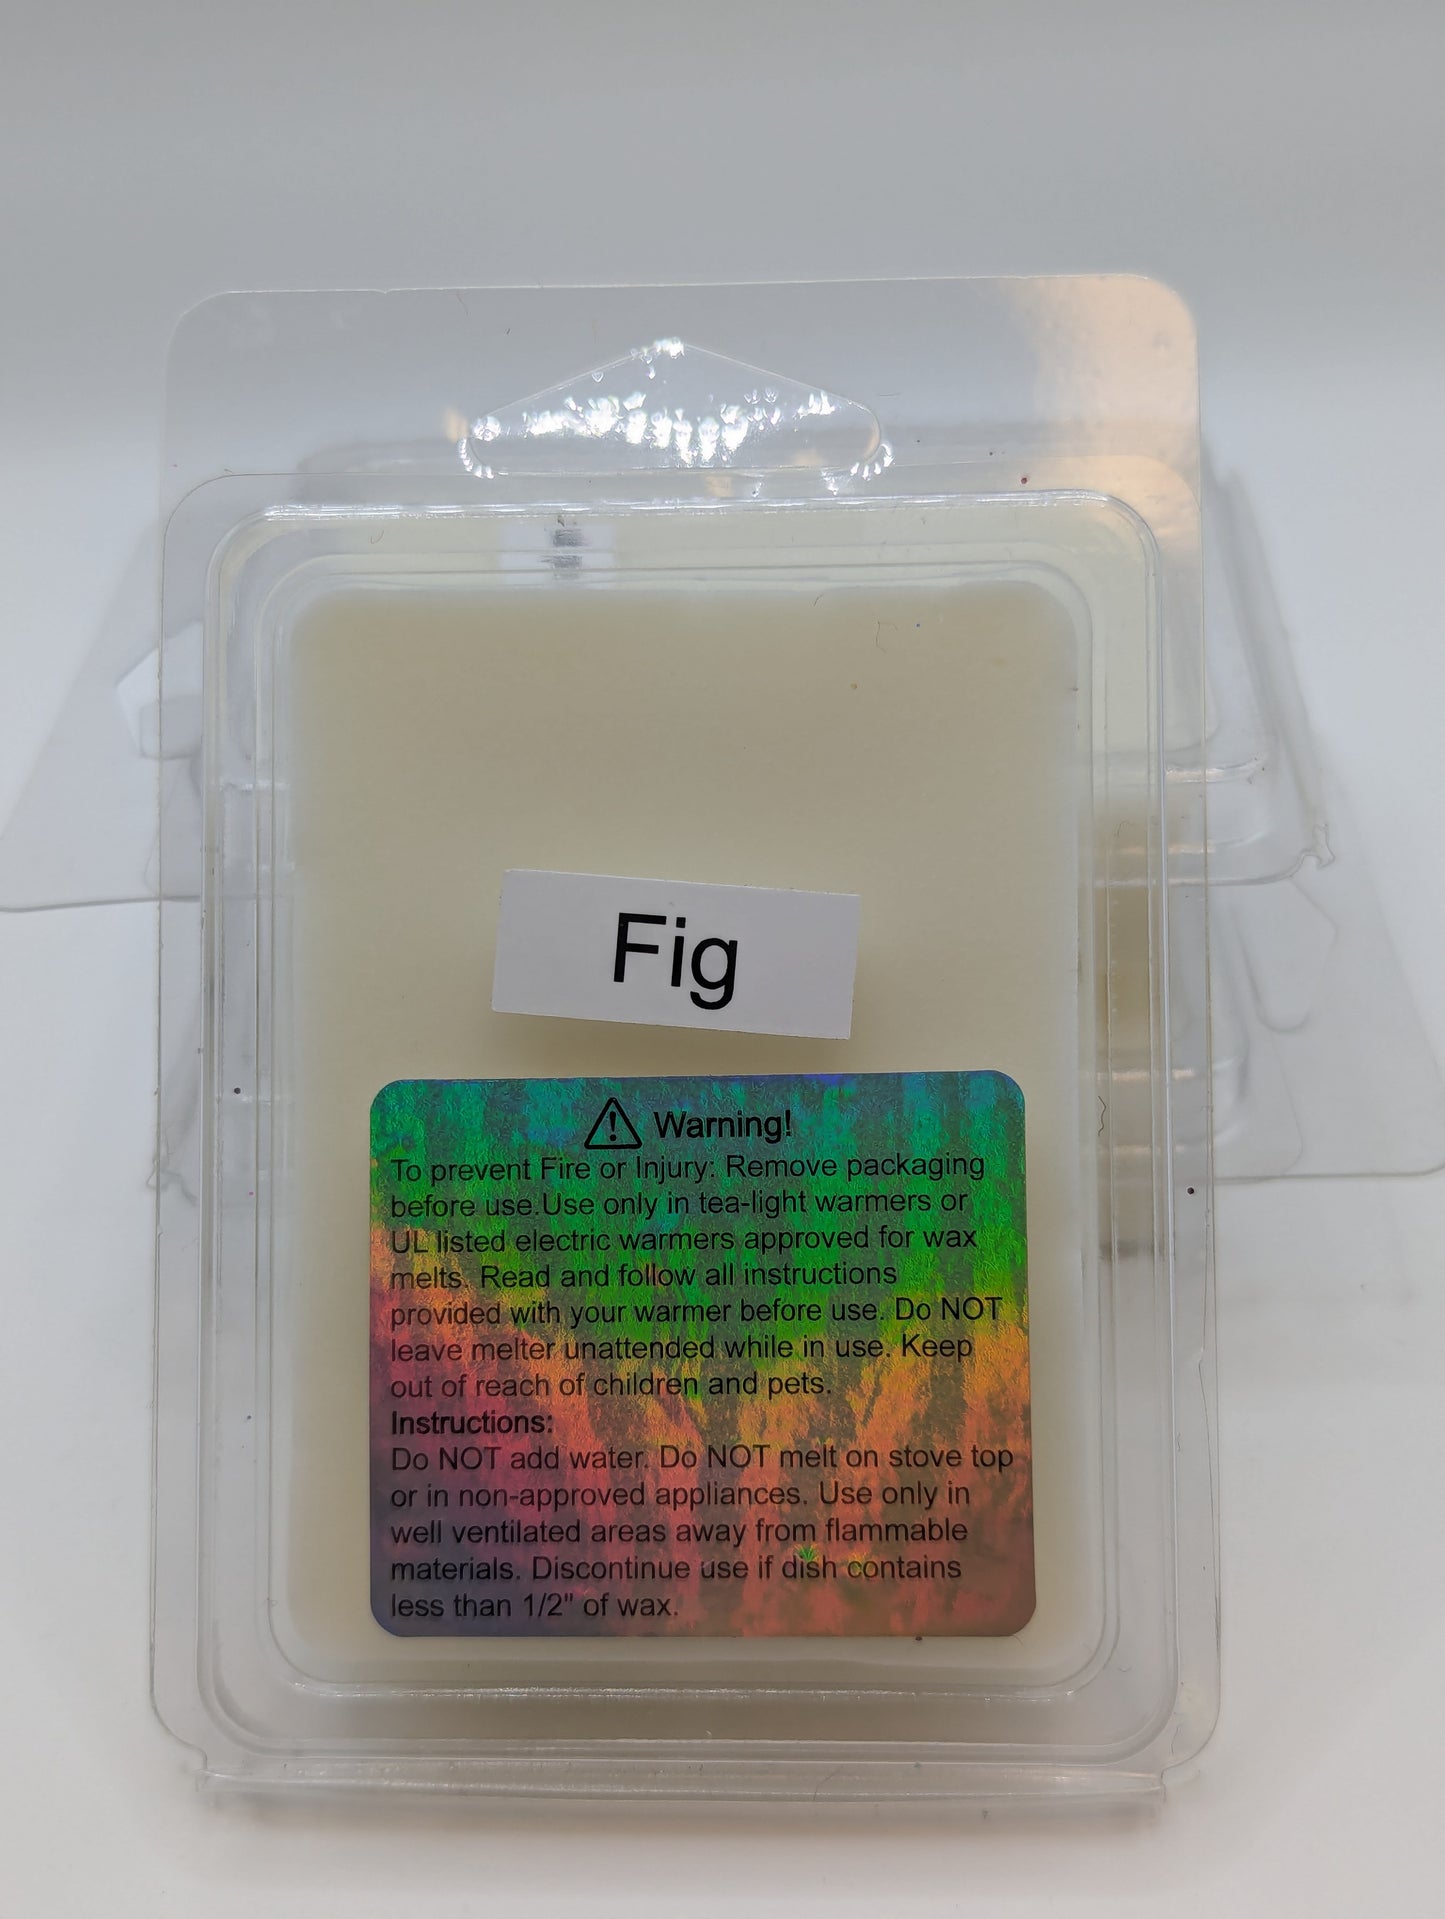 Fig
⚠ Warning!
To prevent Fire or Injury: Remove packaging
before use.Use only in tea-light warmers or
UL listed electric warmers approved for wax
melts. Read and follow all instructions
provided with your warmer before use. Do NOT
leave melter unattended while in use. Keep
out of reach of children and pets.
Instructions:
Do NOT add water. Do NOT melt on stove top
or in non-approved appliances. Use only in
well ventilated areas away from flammable
materials. Discontinue use if dish contains
less than 1/2" of wax.